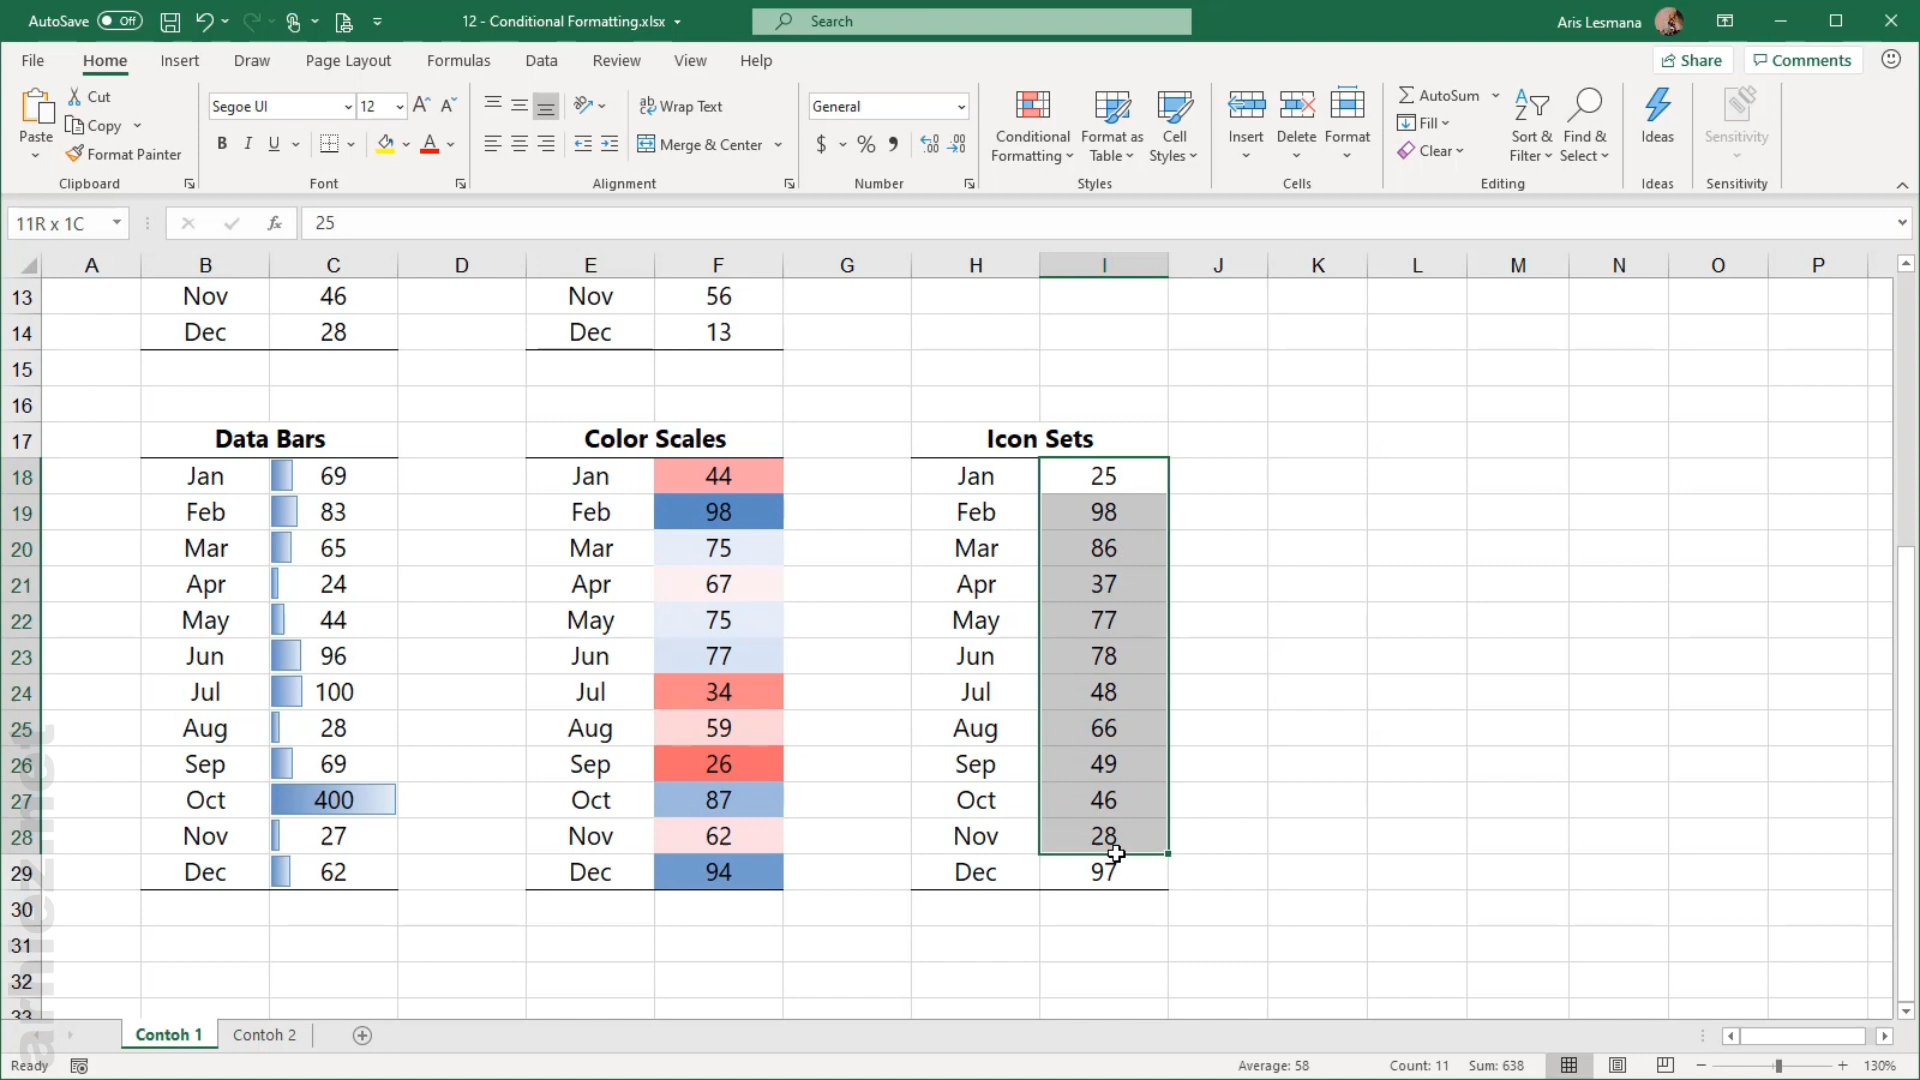 AutoSave Off 12 - Conditional Formatting.xlsx Search Aris Lesmana
File Home Insert Draw Page Layout Formulas Data Review View Help Share Comments
Paste Cut Copy Format Painter Clipboard
Segoe UI 12 A A B I U A Font
ab Wrap Text Merge & Center Alignment
General $ % 9 Number
Conditional Formatting Format as Table Cell Styles Styles
Insert Delete Format Cells
AutoSum Fill Clear Sort & Filter Find & Select Editing
Ideas Ideas
Sensitivity Sensitivity
11R x 1C fx 25
A B C D E F G H I J K L M N O P
13 Nov 46 Nov 56
14 Dec 28 Dec 13
15
16
17 Data Bars Color Scales Icon Sets
18 Jan 69 Jan 44 Jan 25
19 Feb 83 Feb 98 Feb 98
20 Mar 65 Mar 75 Mar 86
21 Apr 24 Apr 67 Apr 37
22 May 44 May 75 May 77
23 Jun 96 Jun 77 Jun 78
24 Jul 100 Jul 34 Jul 48
25 Aug 28 Aug 59 Aug 66
26 Sep 69 Sep 26 Sep 49
27 Oct 400 Oct 87 Oct 46
28 Nov 27 Nov 62 Nov 28
29 Dec 62 Dec 94 Dec 97
30
31
32
33
Contoh 1 Contoh 2
Ready Average: 58 Count: 11 Sum: 638 130%